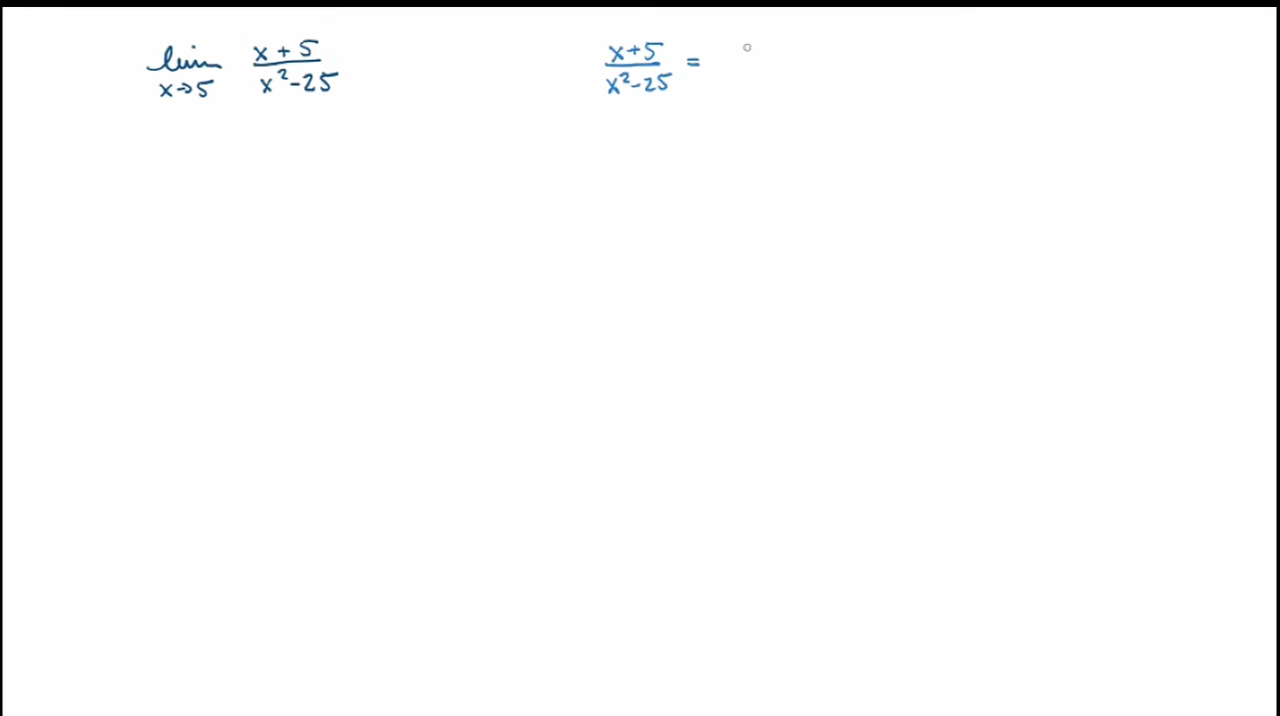 lim x→5 (x+5)/(x²-25)
(x+5)/(x²-25) =